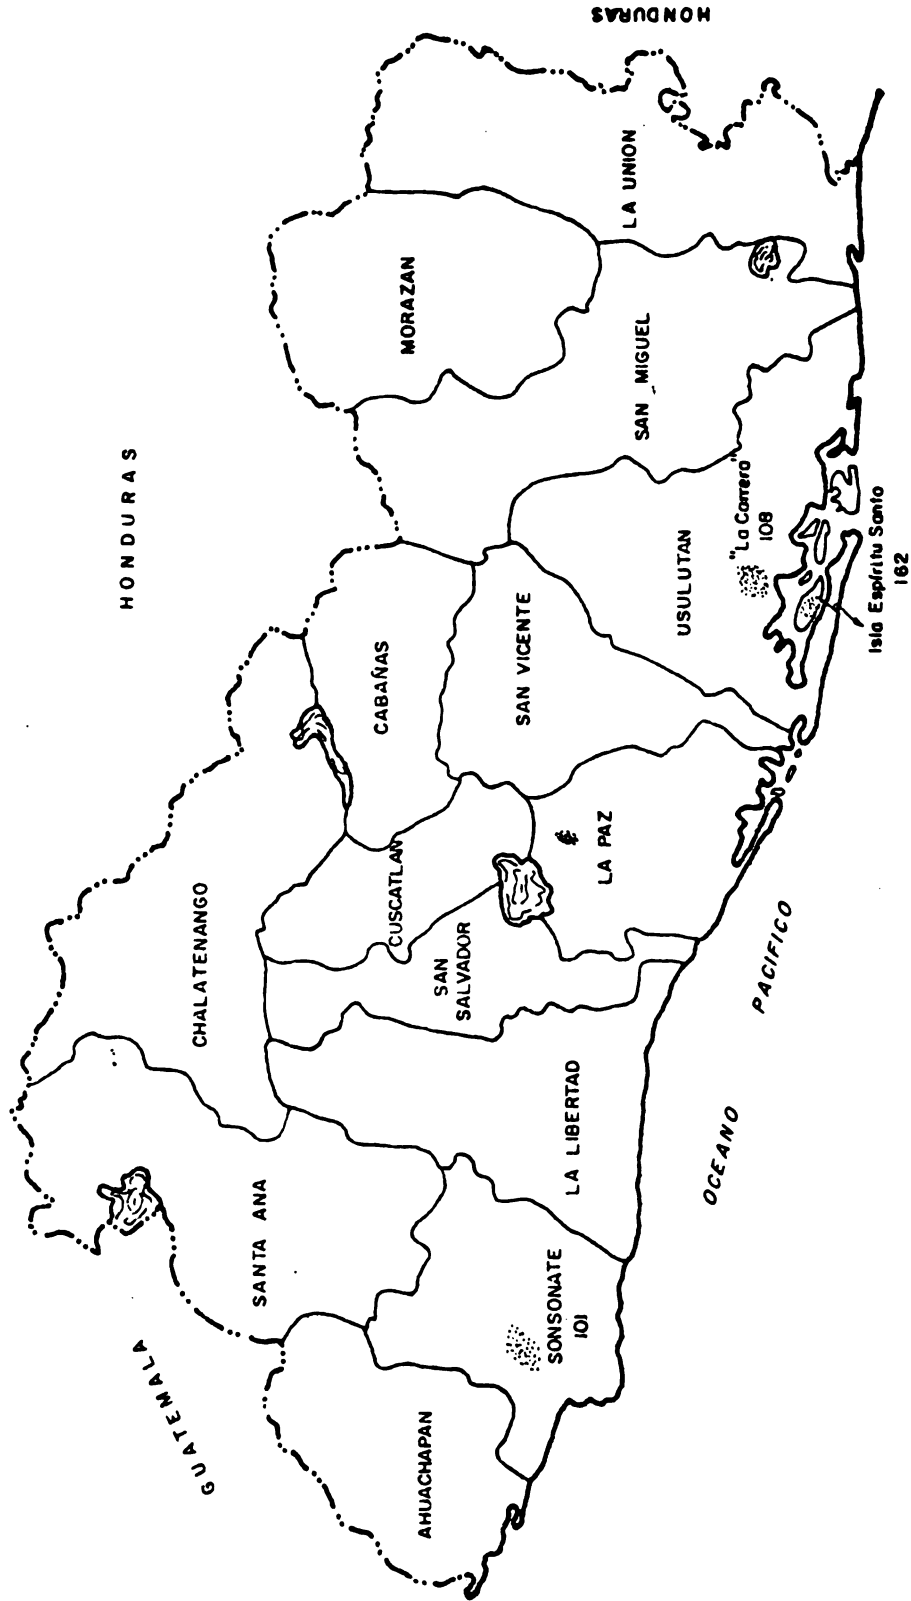 HONDURAS
HONDURAS
GUATEMALA
CHALATENANGO
SANTA ANA
AHUACHAPAN
SONSONATE
101
LA LIBERTAD
SAN
SALVADOR
CUSCATLAN
CABAÑAS
LA PAZ
SAN VICENTE
USULUTAN
"La Carrera"
108
Isla Espíritu Santo
162
SAN MIGUEL
MORAZAN
LA UNION
OCEANO PACIFICO